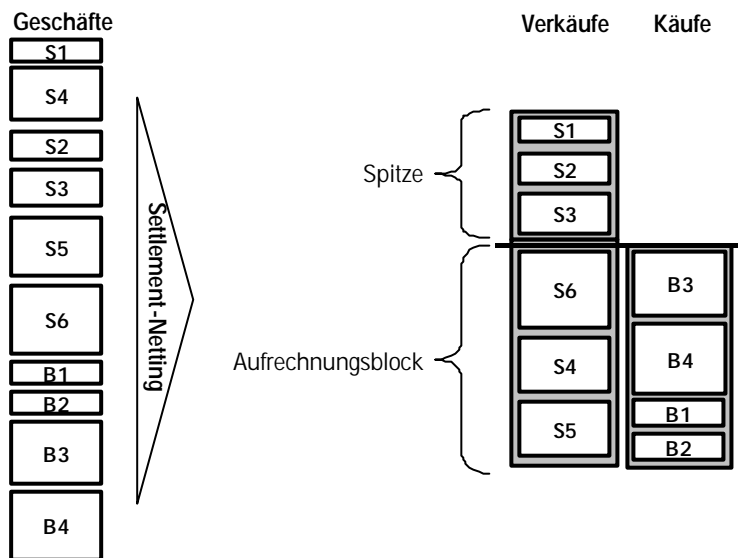 Geschäfte
S1
S4
S2
S3
S5
S6
B1
B2
B3
B4
Settlement-Netting
Verkäufe Käufe
Spitze
S1
S2
S3
Aufrechnungsblock
S6
S4
S5
B3
B4
B1
B2